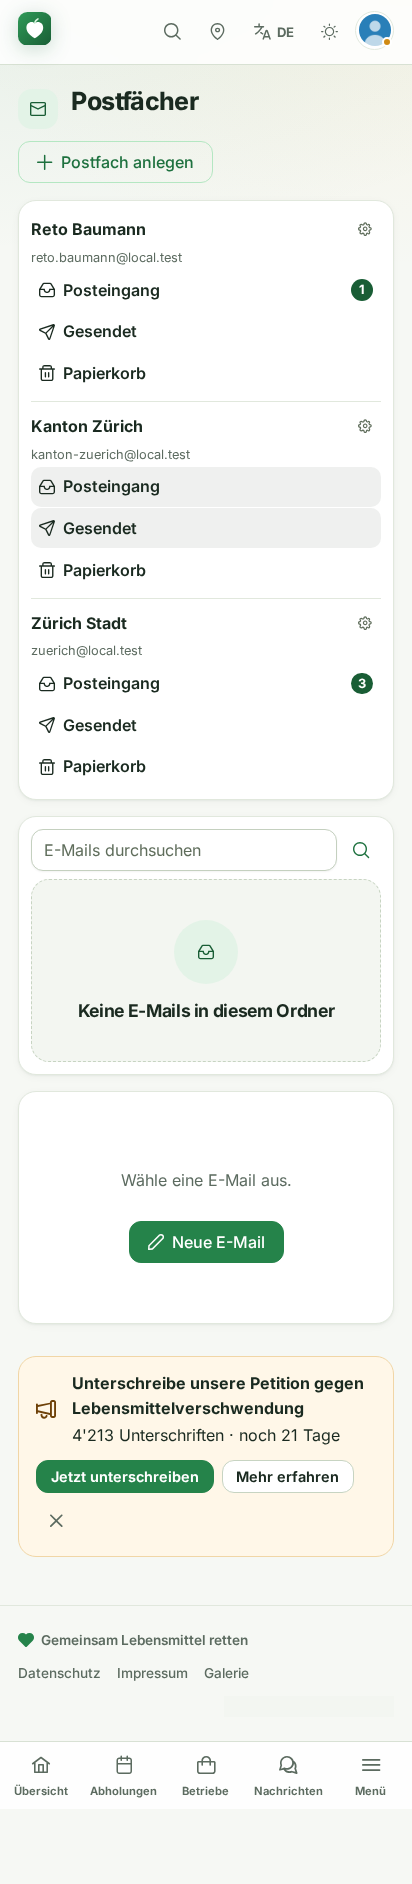 DE
Postfächer
Postfach anlegen
Reto Baumann
reto.baumann@local.test
Posteingang 1
Gesendet
Papierkorb
Kanton Zürich
kanton-zuerich@local.test
Posteingang
Gesendet
Papierkorb
Zürich Stadt
zuerich@local.test
Posteingang 3
Gesendet
Papierkorb
E-Mails durchsuchen
Keine E-Mails in diesem Ordner
Wähle eine E-Mail aus.
Neue E-Mail
Unterschreibe unsere Petition gegen
Lebensmittelverschwendung
4'213 Unterschriften · noch 21 Tage
Jetzt unterschreiben Mehr erfahren
Gemeinsam Lebensmittel retten
Datenschutz Impressum Galerie
Übersicht Abholungen Betriebe Nachrichten Menü